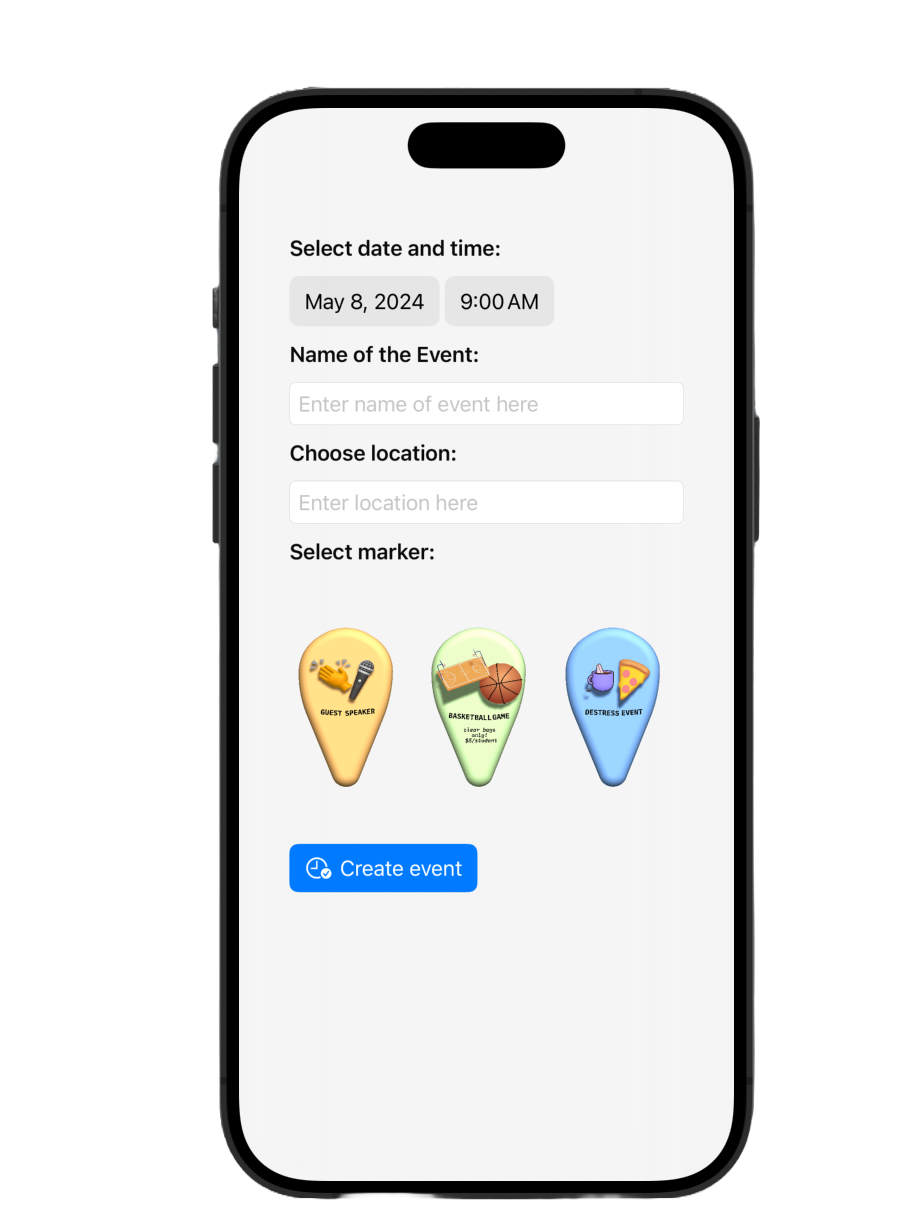 Select date and time:
May 8, 2024 9:00 AM
Name of the Event:
Enter name of event here
Choose location:
Enter location here
Select marker:
GUEST SPEAKER
BASKETBALL GAME
clear bags
only!
$5/student
DESTRESS EVENT
Create event